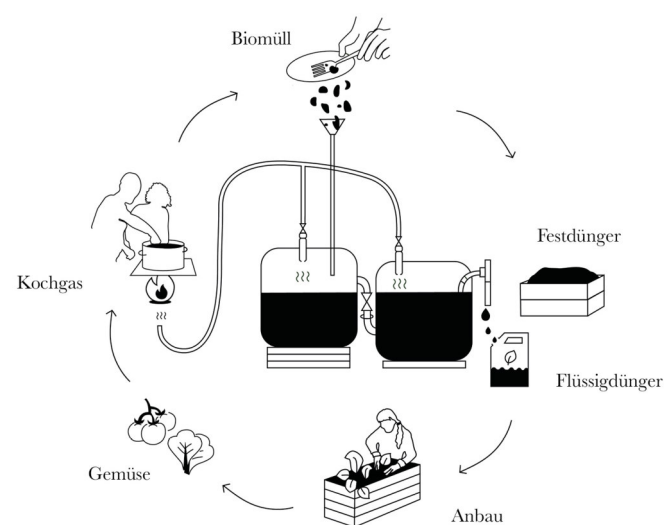 Biomüll
Festdünger
Kochgas
Flüssigdünger
Gemüse
Anbau